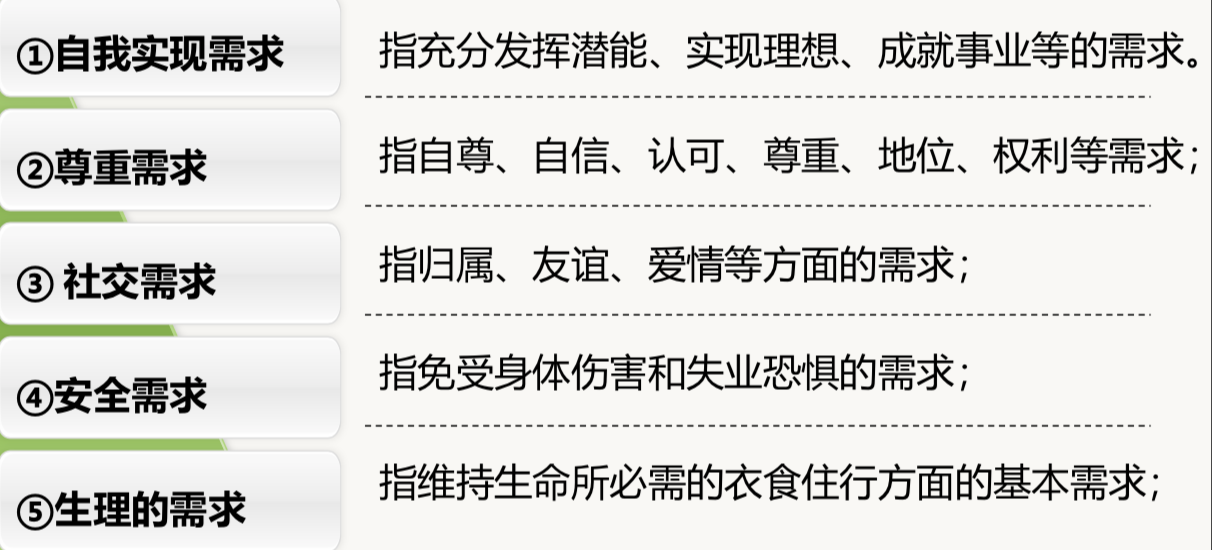 ①自我实现需求 指充分发挥潜能、实现理想、成就事业等的需求。
②尊重需求 指自尊、自信、认可、尊重、地位、权利等需求；
③ 社交需求 指归属、友谊、爱情等方面的需求；
④安全需求 指免受身体伤害和失业恐惧的需求；
⑤生理的需求 指维持生命所必需的衣食住行方面的基本需求；